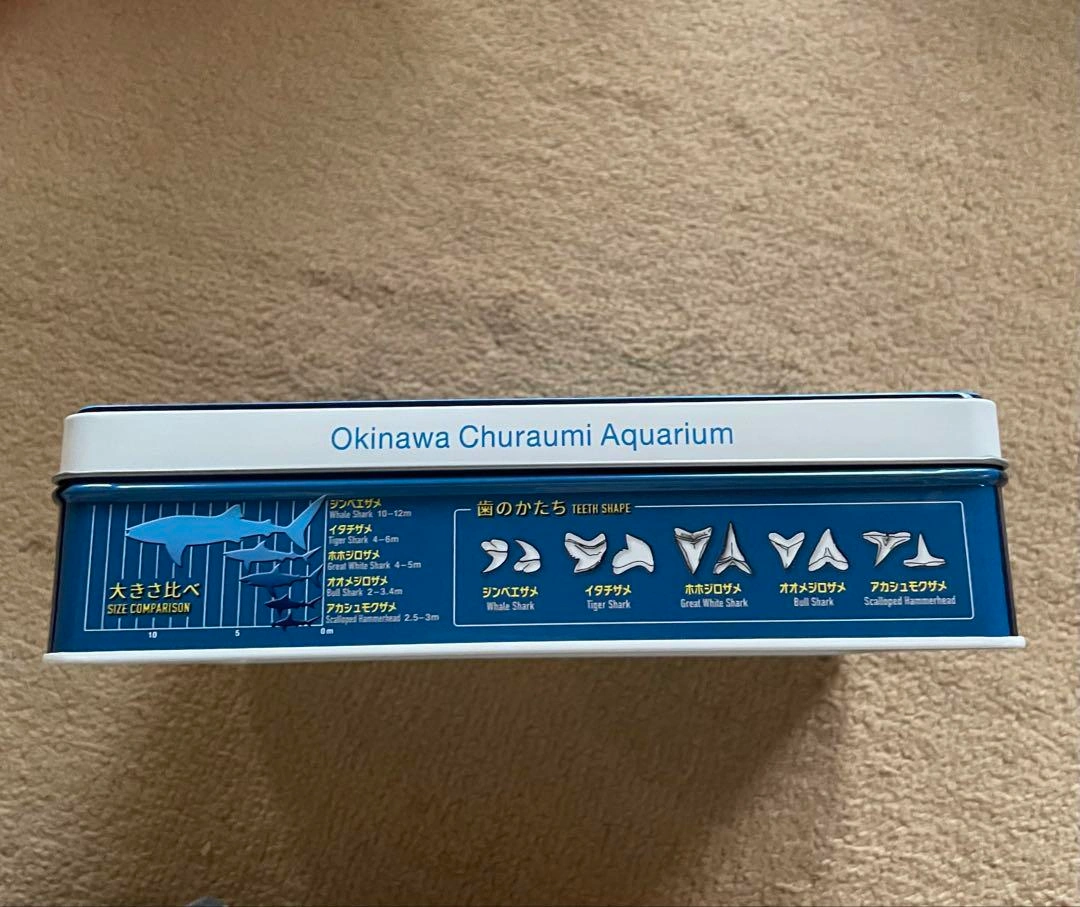 Okinawa Churaumi Aquarium
大きさ比べ
SIZE COMPARISON
10
5
0m
ジンベエザメ
Whale Shark 10–12m
イタチザメ
Tiger Shark 4–6m
ホホジロザメ
Great White Shark 4–5m
オオメジロザメ
Bull Shark 2–3.4m
アカシュモクザメ
Scalloped Hammerhead 2.5–3m
歯のかたち TEETH SHAPE
ジンベエザメ
Whale Shark
イタチザメ
Tiger Shark
ホホジロザメ
Great White Shark
オオメジロザメ
Bull Shark
アカシュモクザメ
Scalloped Hammerhead